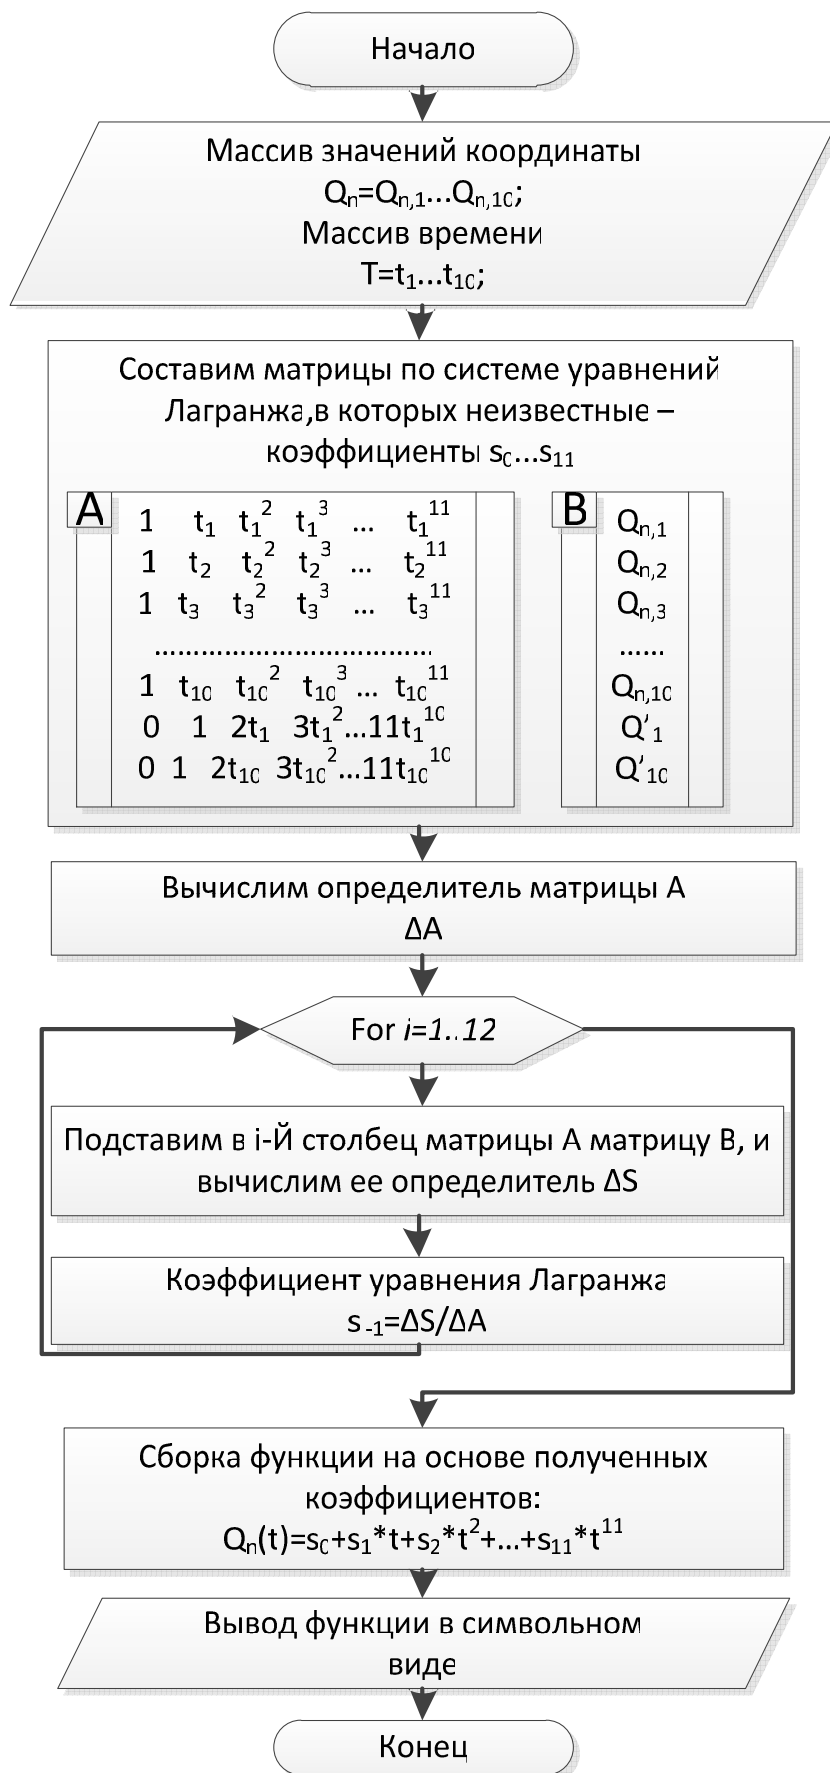 Начало
Массив значений координаты
Qn=Qn,1...Qn,10;
Массив времени
T=t1...t10;
Составим матрицы по системе уравнений
Лагранжа,в которых неизвестные –
коэффициенты s0...s11
A
1 t1 t1^2 t1^3 ... t1^11
1 t2 t2^2 t2^3 ... t2^11
1 t3 t3^2 t3^3 ... t3^11
....................................
1 t10 t10^2 t10^3 ... t10^11
0 1 2t1 3t1^2...11t1^10
0 1 2t10 3t10^2...11t10^10
B
Qn,1
Qn,2
Qn,3
......
Qn,10
Q’1
Q’10
Вычислим определитель матрицы А
ΔA
For i=1..12
Подставим в i-Й столбец матрицы А матрицу В, и
вычислим ее определитель ΔS
Коэффициент уравнения Лагранжа
s-1=ΔS/ΔA
Сборка функции на основе полученных
коэффициентов:
Qn(t)=s0+s1*t+s2*t^2+...+s11*t^11
Вывод функции в символьном
виде
Конец